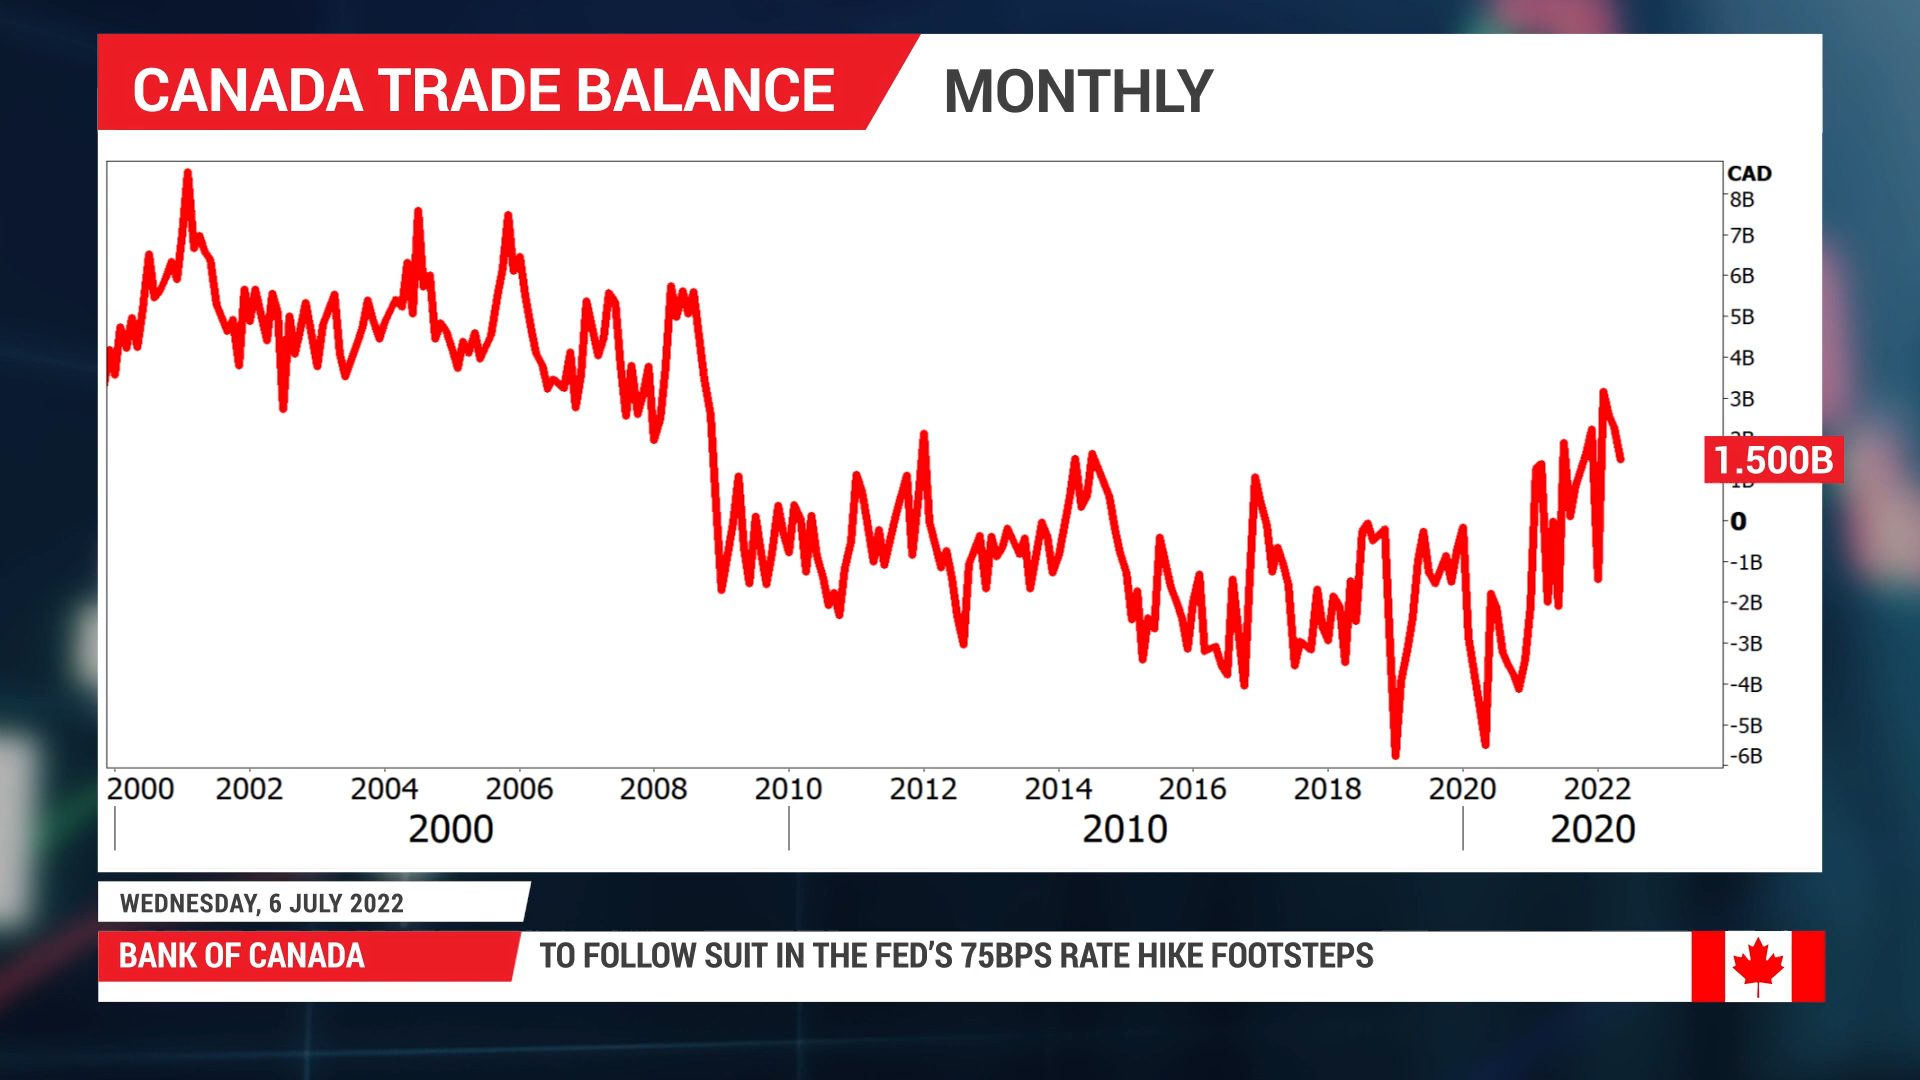 CANADA TRADE BALANCE
MONTHLY
CAD
8B
7B
6B
5B
4B
3B
1.500B
0
-1B
-2B
-3B
-4B
-5B
-6B
2000 2002 2004 2006 2008 2010 2012 2014 2016 2018 2020 2022
2000 2010 2020
WEDNESDAY, 6 JULY 2022
BANK OF CANADA
TO FOLLOW SUIT IN THE FED'S 75BPS RATE HIKE FOOTSTEPS